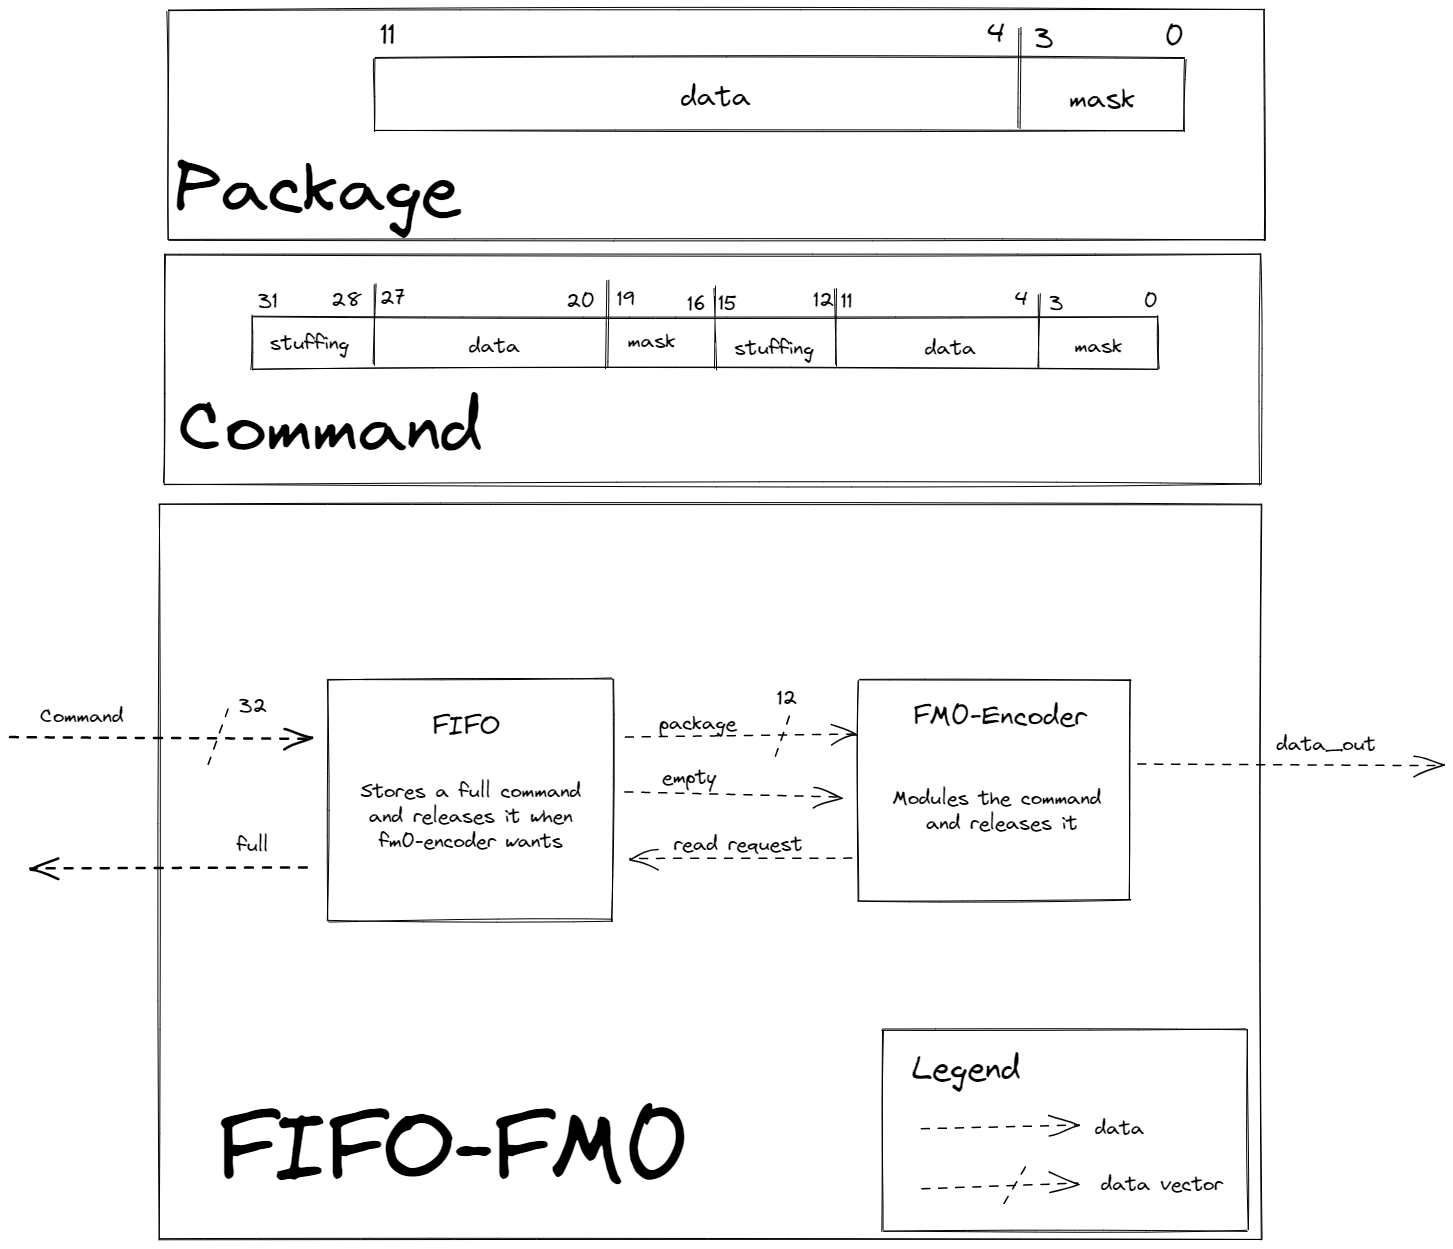 11 4 3 0
data mask
Package
31 28 27 20 19 16 15 12 11 4 3 0
stuffing data mask stuffing data mask
Command
Command
32
full
FIFO
Stores a full command
and releases it when
fm0-encoder wants
package
12
empty
read request
FM0-Encoder
Modules the command
and releases it
data_out
Legend
data
data vector
FIFO-FM0